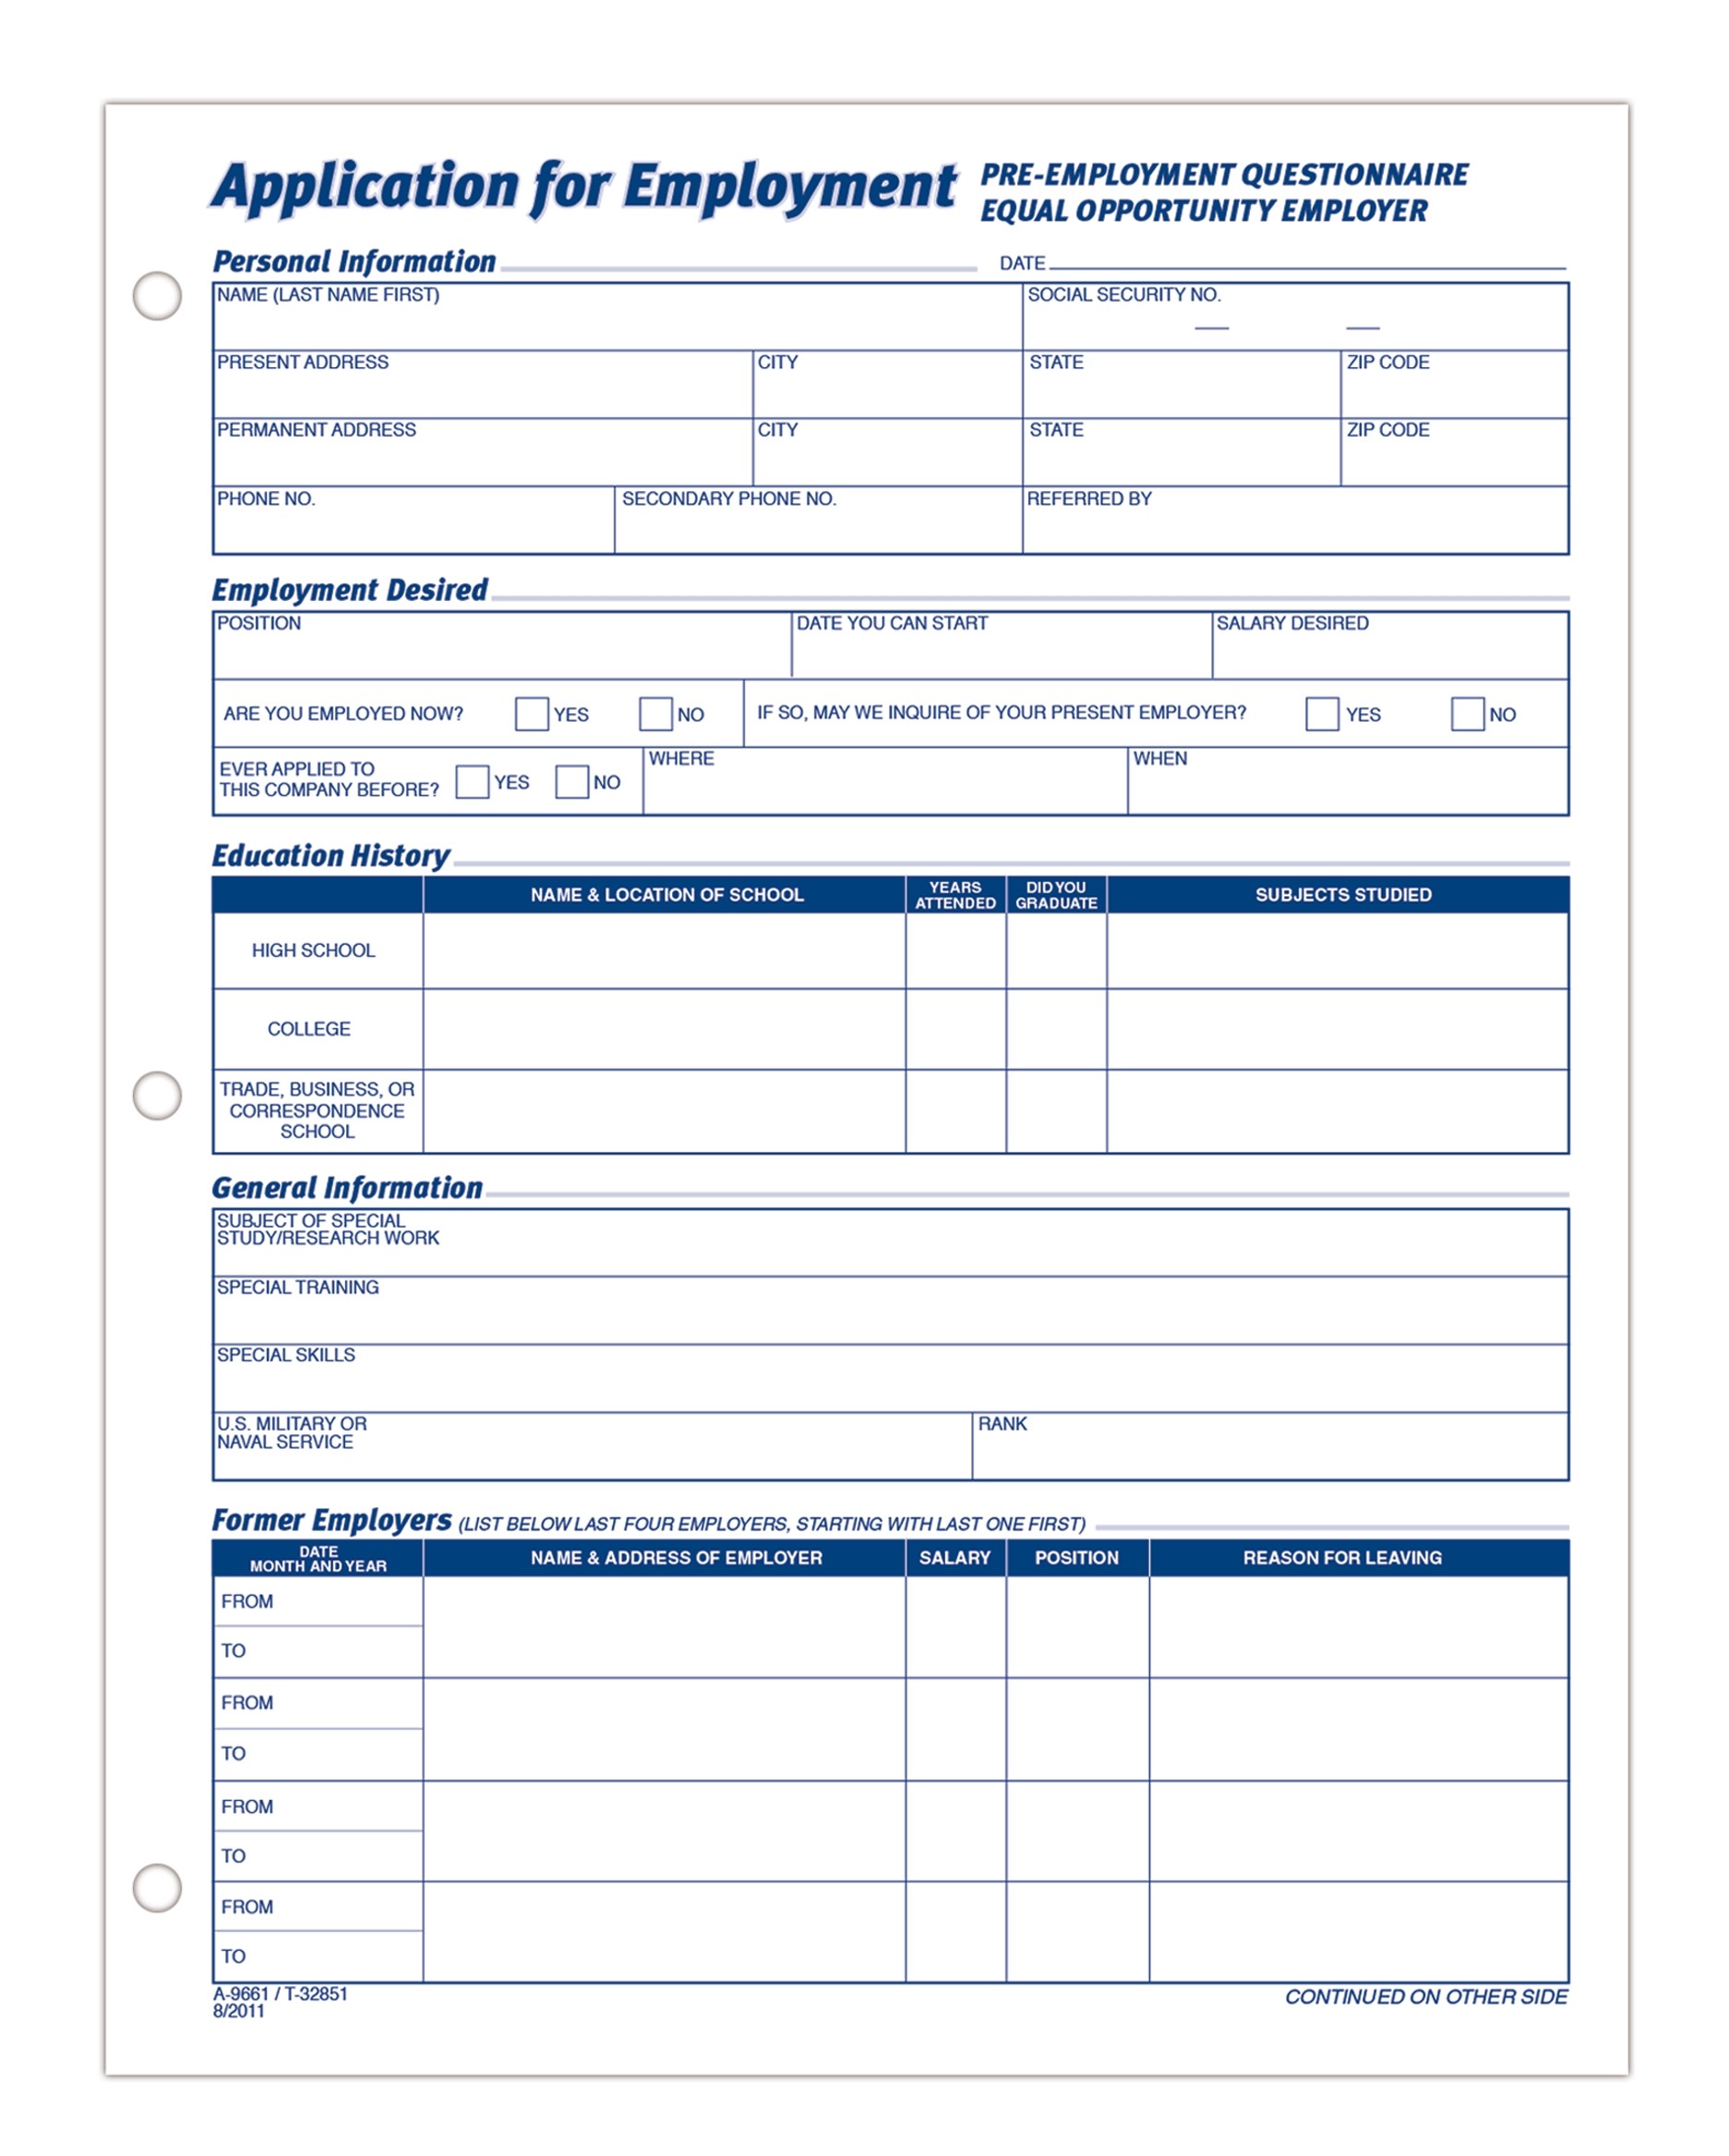 Application for Employment
PRE-EMPLOYMENT QUESTIONNAIRE
EQUAL OPPORTUNITY EMPLOYER
Personal Information
DATE
NAME (LAST NAME FIRST)
SOCIAL SECURITY NO.
PRESENT ADDRESS
CITY
STATE
ZIP CODE
PERMANENT ADDRESS
CITY
STATE
ZIP CODE
PHONE NO.
SECONDARY PHONE NO.
REFERRED BY
Employment Desired
POSITION
DATE YOU CAN START
SALARY DESIRED
ARE YOU EMPLOYED NOW? YES NO
IF SO, MAY WE INQUIRE OF YOUR PRESENT EMPLOYER? YES NO
EVER APPLIED TO
THIS COMPANY BEFORE? YES NO
WHERE
WHEN
Education History
NAME & LOCATION OF SCHOOL
YEARS
ATTENDED
DID YOU
GRADUATE
SUBJECTS STUDIED
HIGH SCHOOL
COLLEGE
TRADE, BUSINESS, OR
CORRESPONDENCE
SCHOOL
General Information
SUBJECT OF SPECIAL
STUDY/RESEARCH WORK
SPECIAL TRAINING
SPECIAL SKILLS
U.S. MILITARY OR
NAVAL SERVICE
RANK
Former Employers (LIST BELOW LAST FOUR EMPLOYERS, STARTING WITH LAST ONE FIRST)
DATE
MONTH AND YEAR
NAME & ADDRESS OF EMPLOYER
SALARY
POSITION
REASON FOR LEAVING
FROM
TO
FROM
TO
FROM
TO
FROM
TO
A-9661 / T-32851
8/2011
CONTINUED ON OTHER SIDE